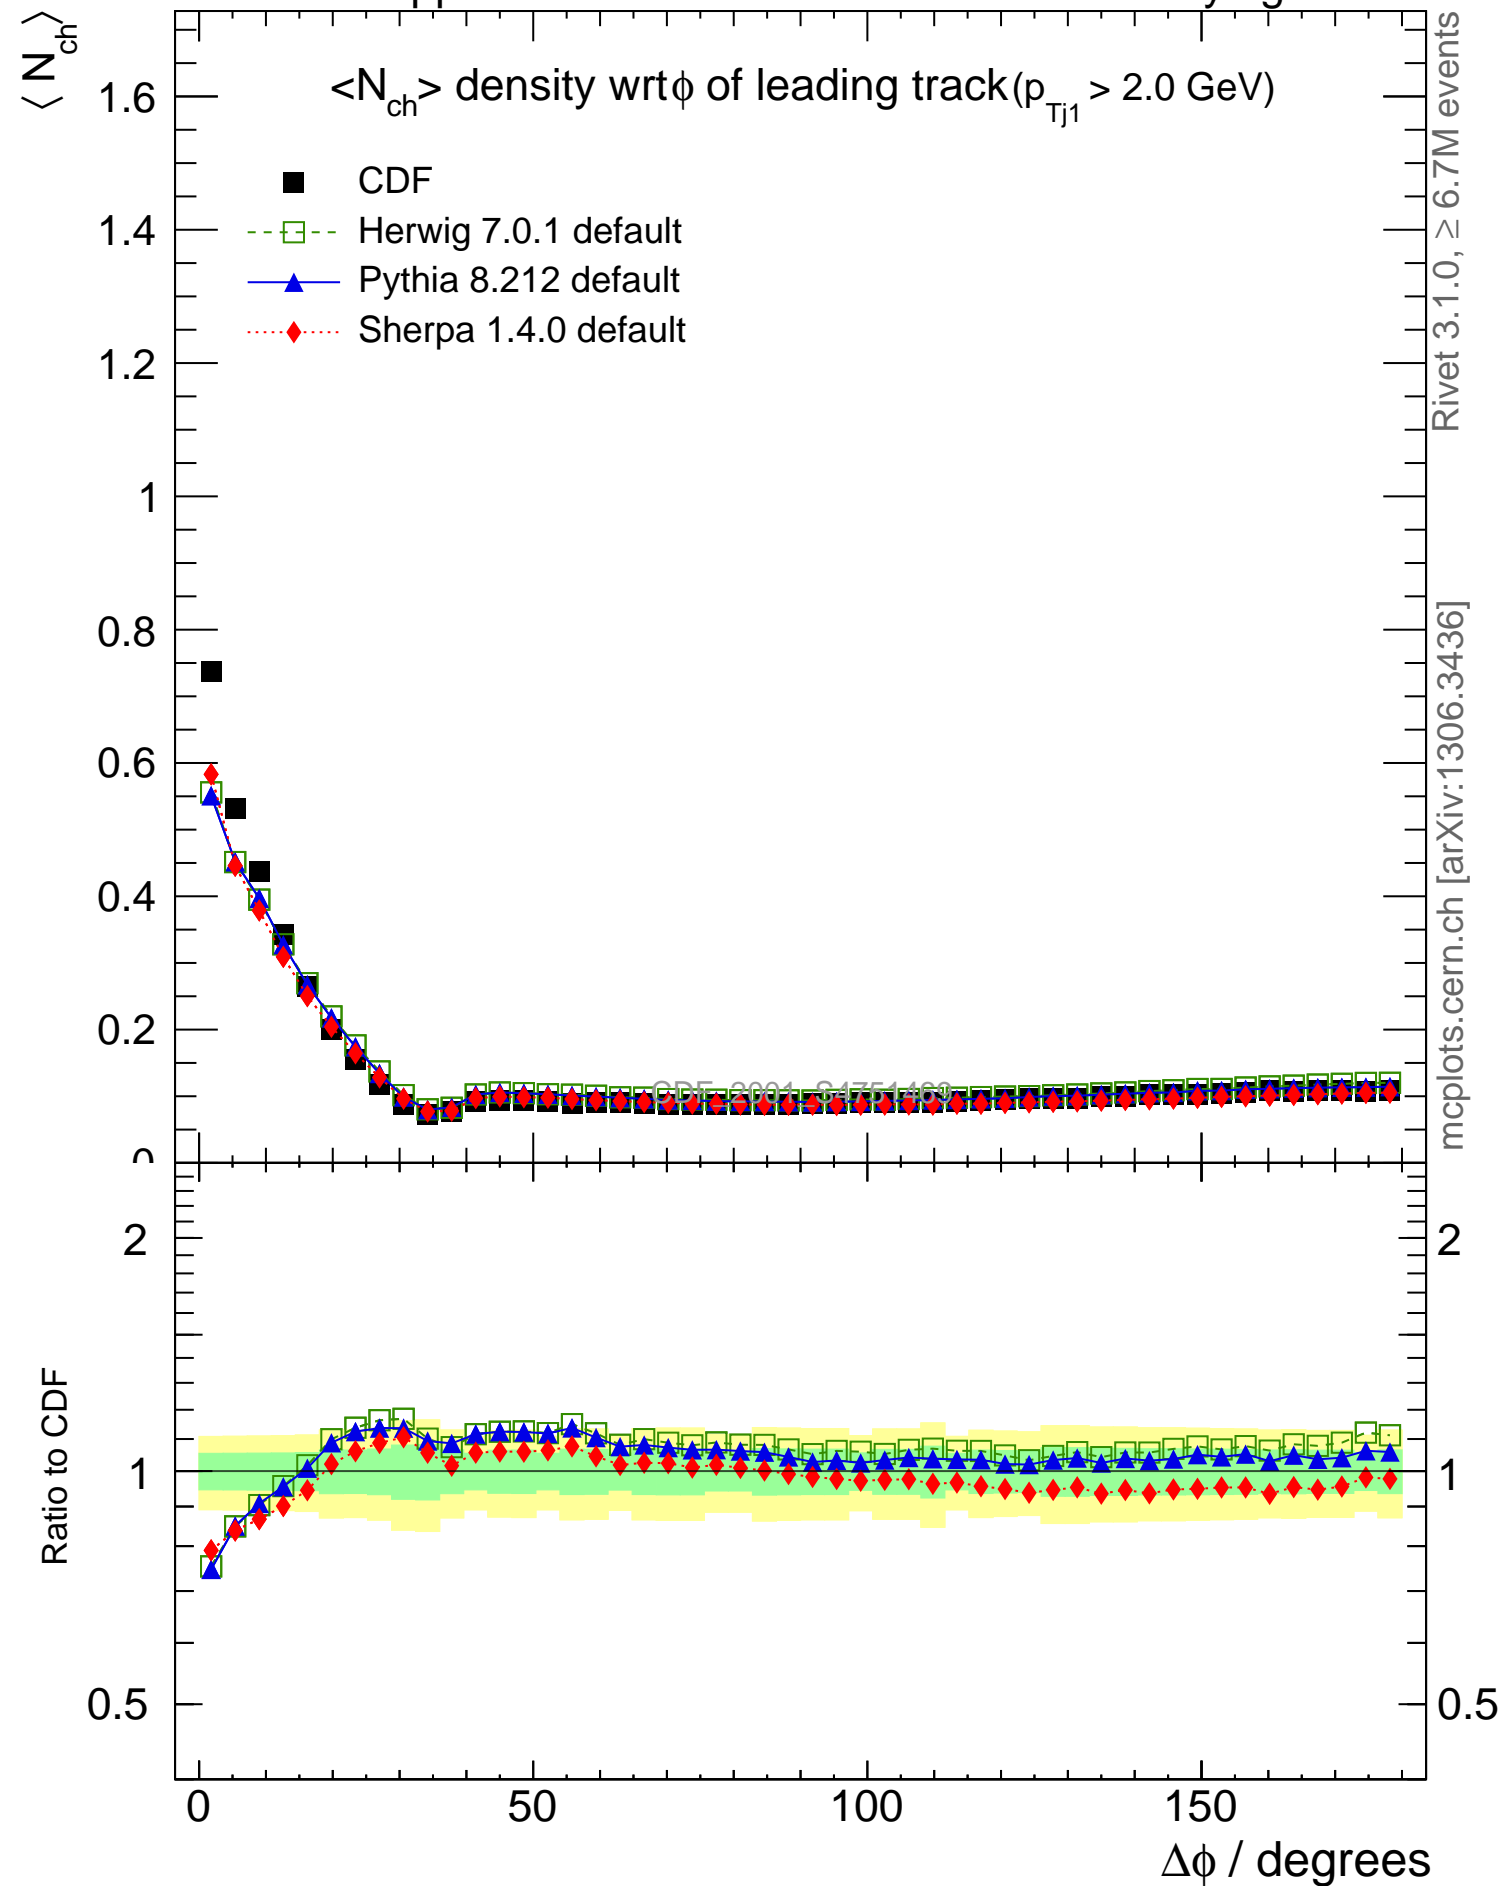 ⟨ N_ch ⟩
<N_ch> density wrt ϕ of leading track (p_Tj1 > 2.0 GeV)
CDF
Herwig 7.0.1 default
Pythia 8.212 default
Sherpa 1.4.0 default
1.6
1.4
1.2
1
0.8
0.6
0.4
0.2
0
CDF_2001_S4751469
Rivet 3.1.0, ≥ 6.7M events
mcplots.cern.ch [arXiv:1306.3436]
Ratio to CDF
2
1
0.5
2
1
0.5
0 50 100 150
Δϕ / degrees